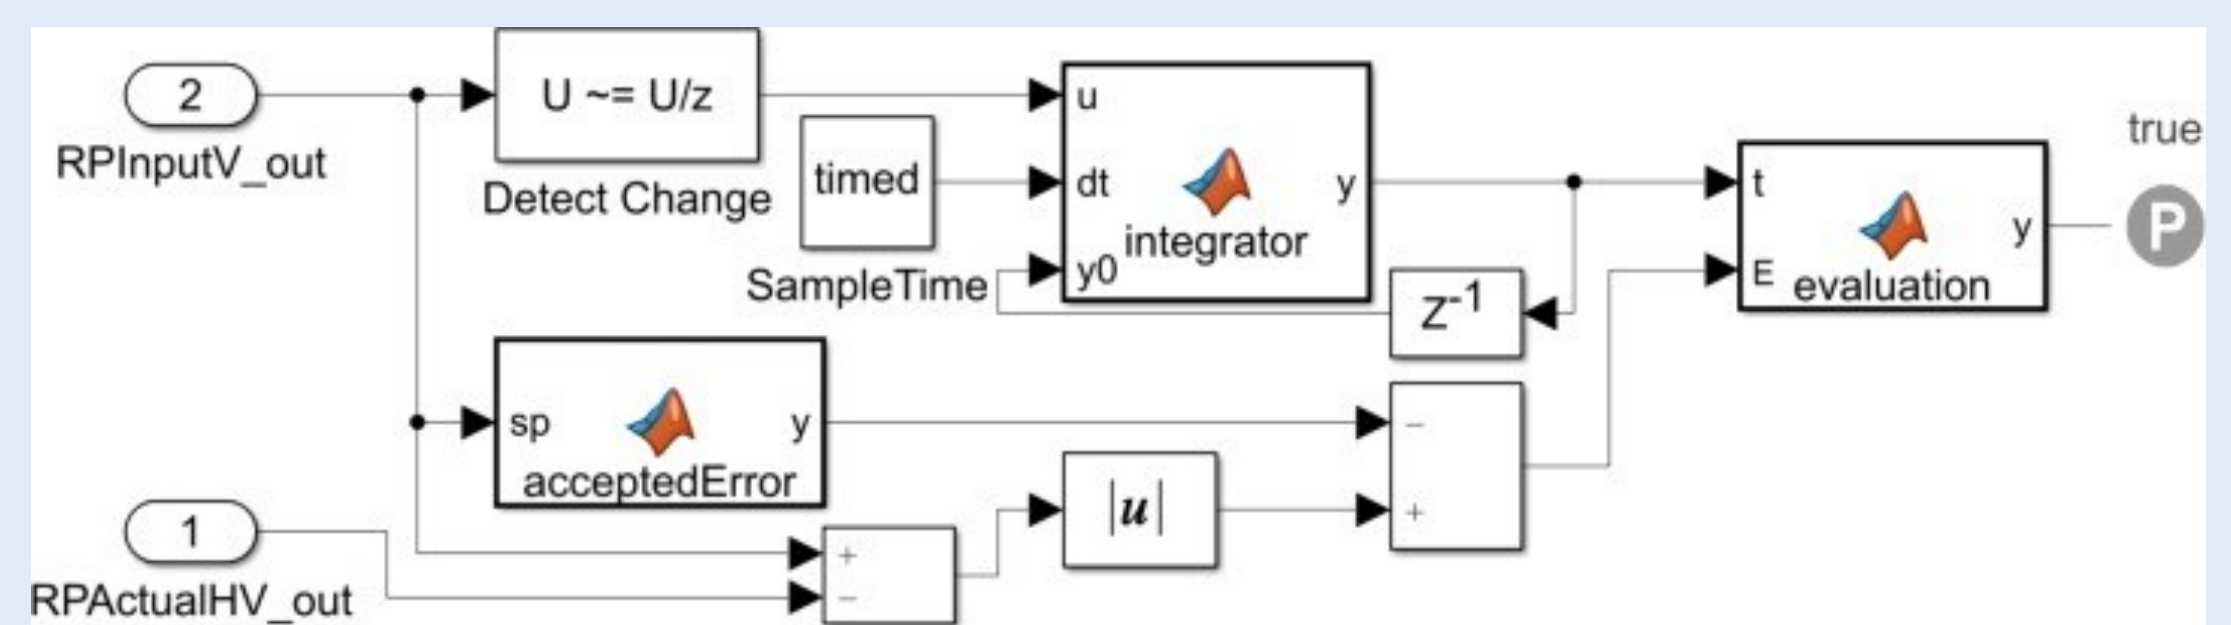 2
RPInputV_out
U ~= U/z
Detect Change
timed
SampleTime
u
dt
y0
y
integrator
Z-1
t
E
y
evaluation
true
P
sp
y
acceptedError
1
RPActualHV_out
+
−
|u|
−
+